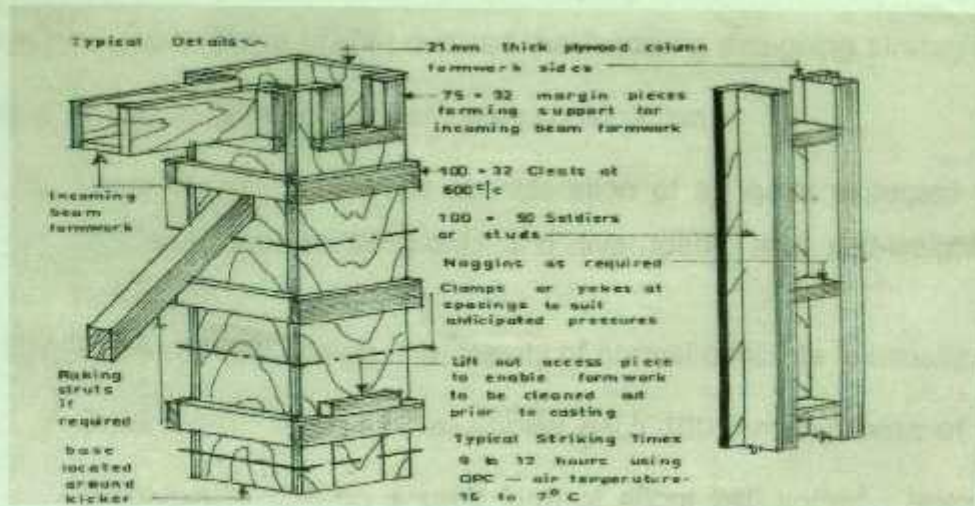 Typical Details
21mm thick plywood column
formwork sides
75 × 32 margin pieces
forming support for
incoming beam formwork
100 × 32 Cleats at
600 c/c
Incoming
beam
formwork
100 × 50 Soldiers
or studs
Noggins as required
Clamps or yokes at
spacings to suit
anticipated pressures
Raking
struts
if
required
Lift out access piece
to enable formwork
to be cleaned out
prior to casting
Typical Striking Times
9 to 12 hours using
OPC — air temperature
16 to 7°C
base
located
around
kicker